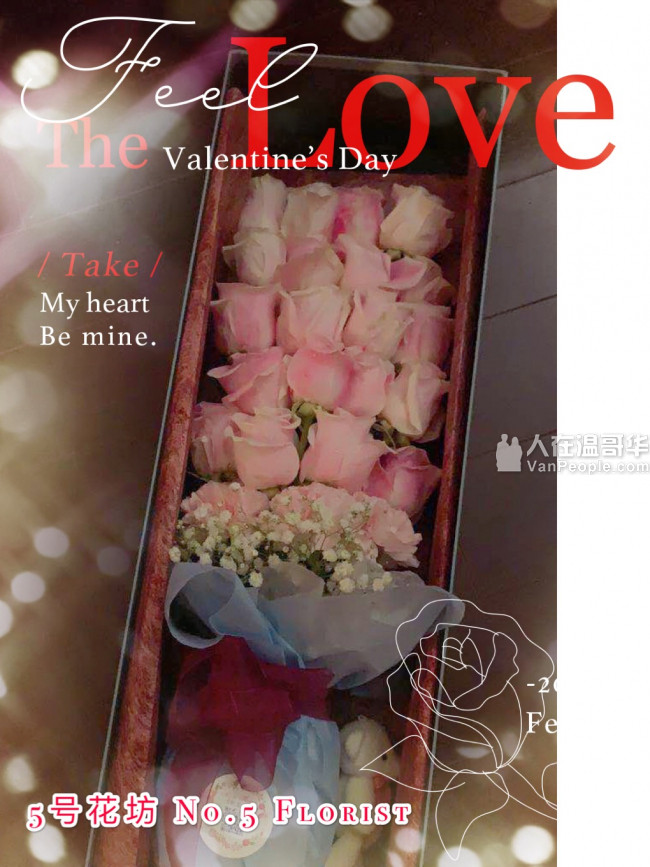 Feel
Love
The Valentine's Day
/ Take /
My heart
Be mine.
人在温哥华
VanPeople.com
Fe
5号花坊 No.5 Florist